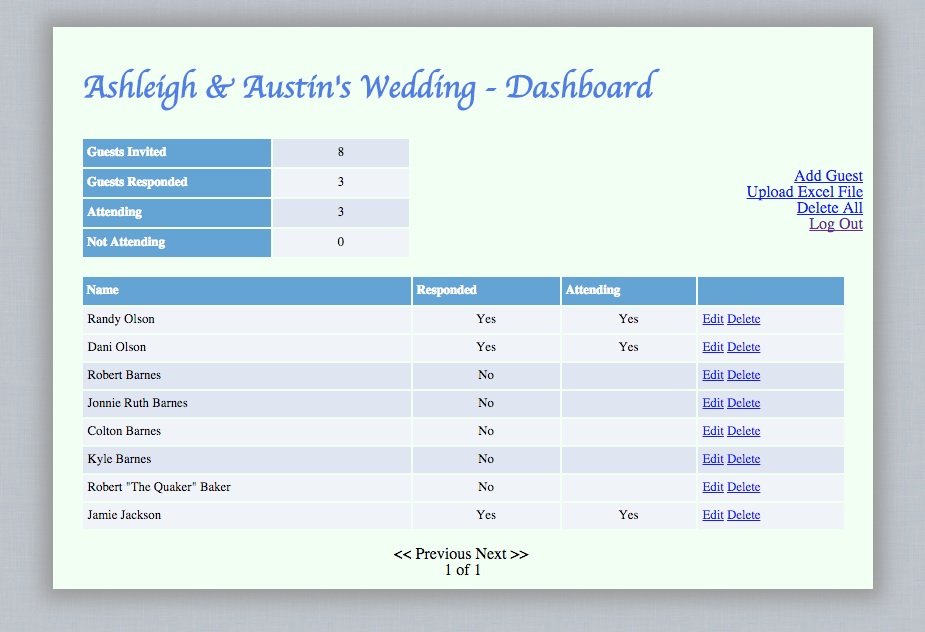 Ashleigh & Austin's Wedding - Dashboard
Guests Invited 8
Guests Responded 3
Attending 3
Not Attending 0
Add Guest
Upload Excel File
Delete All
Log Out
Name Responded Attending
Randy Olson Yes Yes Edit Delete
Dani Olson Yes Yes Edit Delete
Robert Barnes No Edit Delete
Jonnie Ruth Barnes No Edit Delete
Colton Barnes No Edit Delete
Kyle Barnes No Edit Delete
Robert "The Quaker" Baker No Edit Delete
Jamie Jackson Yes Yes Edit Delete
<< Previous Next >>
1 of 1